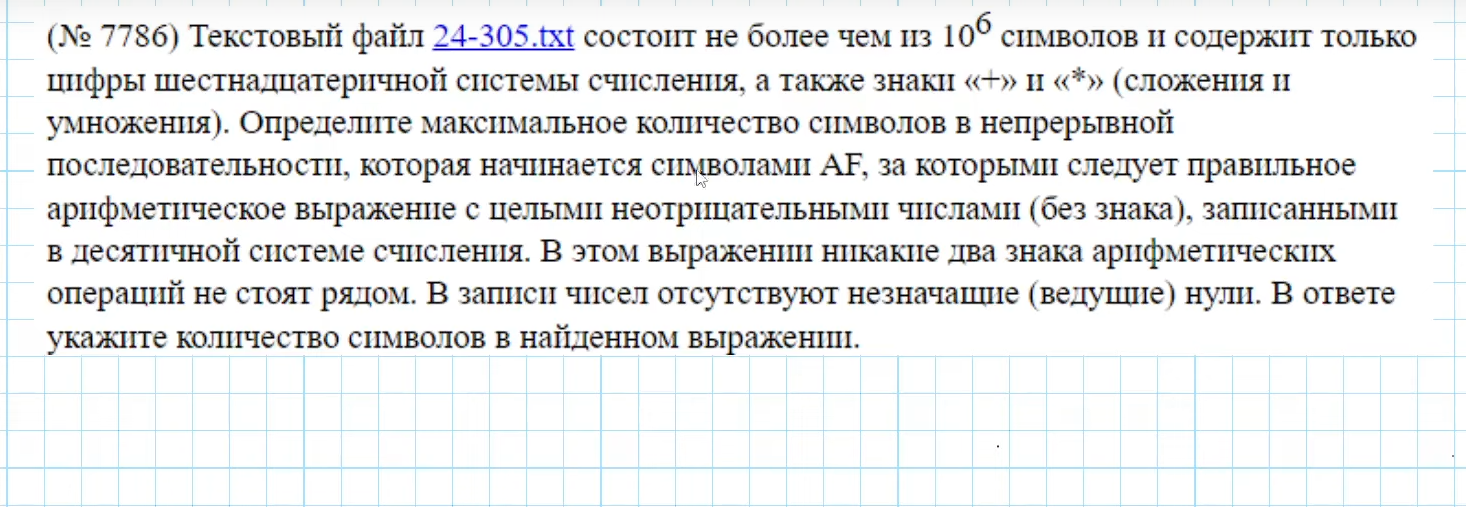 (№ 7786) Текстовый файл 24-305.txt состоит не более чем из 10⁶ символов и содержит только
цифры шестнадцатеричной системы счисления, а также знаки «+» и «*» (сложения и
умножения). Определите максимальное количество символов в непрерывной
последовательности, которая начинается символами AF, за которыми следует правильное
арифметическое выражение с целыми неотрицательными числами (без знака), записанными
в десятичной системе счисления. В этом выражении никакие два знака арифметических
операций не стоят рядом. В записи чисел отсутствуют незначащие (ведущие) нули. В ответе
укажите количество символов в найденном выражении.